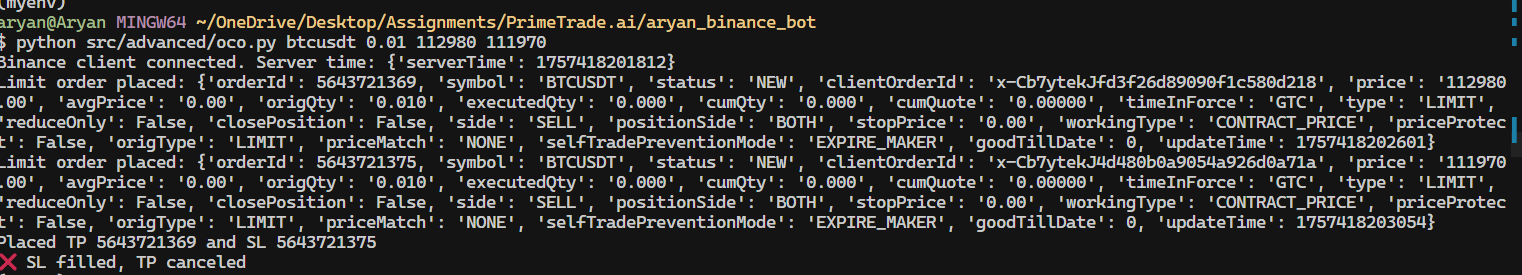 (myenv)
aryan@Aryan MINGW64 ~/OneDrive/Desktop/Assignments/PrimeTrade.ai/aryan_binance_bot
$ python src/advanced/oco.py btcusdt 0.01 112980 111970
Binance client connected. Server time: {'serverTime': 1757418201812}
Limit order placed: {'orderId': 5643721369, 'symbol': 'BTCUSDT', 'status': 'NEW', 'clientOrderId': 'x-Cb7ytekJfd3f26d89090f1c580d218', 'price': '112980
.00', 'avgPrice': '0.00', 'origQty': '0.010', 'executedQty': '0.000', 'cumQty': '0.000', 'cumQuote': '0.00000', 'timeInForce': 'GTC', 'type': 'LIMIT',
'reduceOnly': False, 'closePosition': False, 'side': 'SELL', 'positionSide': 'BOTH', 'stopPrice': '0.00', 'workingType': 'CONTRACT_PRICE', 'priceProtec
t': False, 'origType': 'LIMIT', 'priceMatch': 'NONE', 'selfTradePreventionMode': 'EXPIRE_MAKER', 'goodTillDate': 0, 'updateTime': 1757418202601}
Limit order placed: {'orderId': 5643721375, 'symbol': 'BTCUSDT', 'status': 'NEW', 'clientOrderId': 'x-Cb7ytekJ4d480b0a9054a926d0a71a', 'price': '111970
.00', 'avgPrice': '0.00', 'origQty': '0.010', 'executedQty': '0.000', 'cumQty': '0.000', 'cumQuote': '0.00000', 'timeInForce': 'GTC', 'type': 'LIMIT',
'reduceOnly': False, 'closePosition': False, 'side': 'SELL', 'positionSide': 'BOTH', 'stopPrice': '0.00', 'workingType': 'CONTRACT_PRICE', 'priceProtec
t': False, 'origType': 'LIMIT', 'priceMatch': 'NONE', 'selfTradePreventionMode': 'EXPIRE_MAKER', 'goodTillDate': 0, 'updateTime': 1757418203054}
Placed TP 5643721369 and SL 5643721375
❌ SL filled, TP canceled